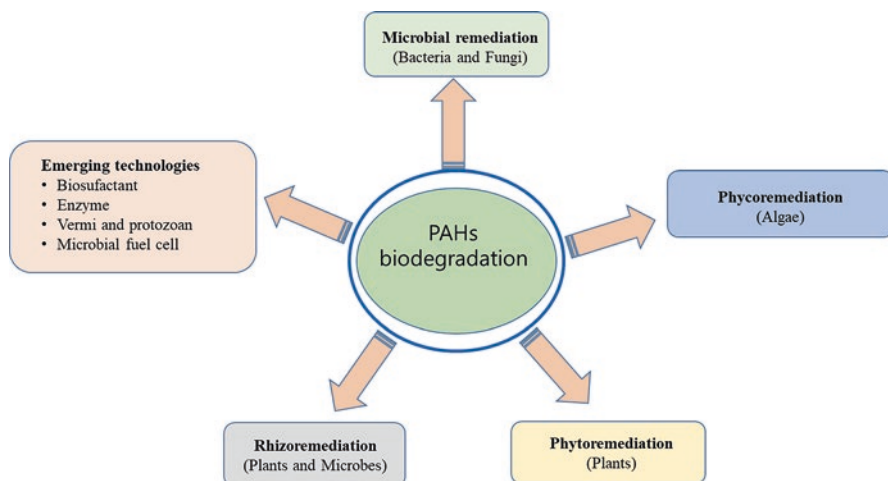 Microbial remediation
(Bacteria and Fungi)
Emerging technologies
• Biosufactant
• Enzyme
• Vermi and protozoan
• Microbial fuel cell
PAHs
biodegradation
Phycoremediation
(Algae)
Rhizoremediation
(Plants and Microbes)
Phytoremediation
(Plants)